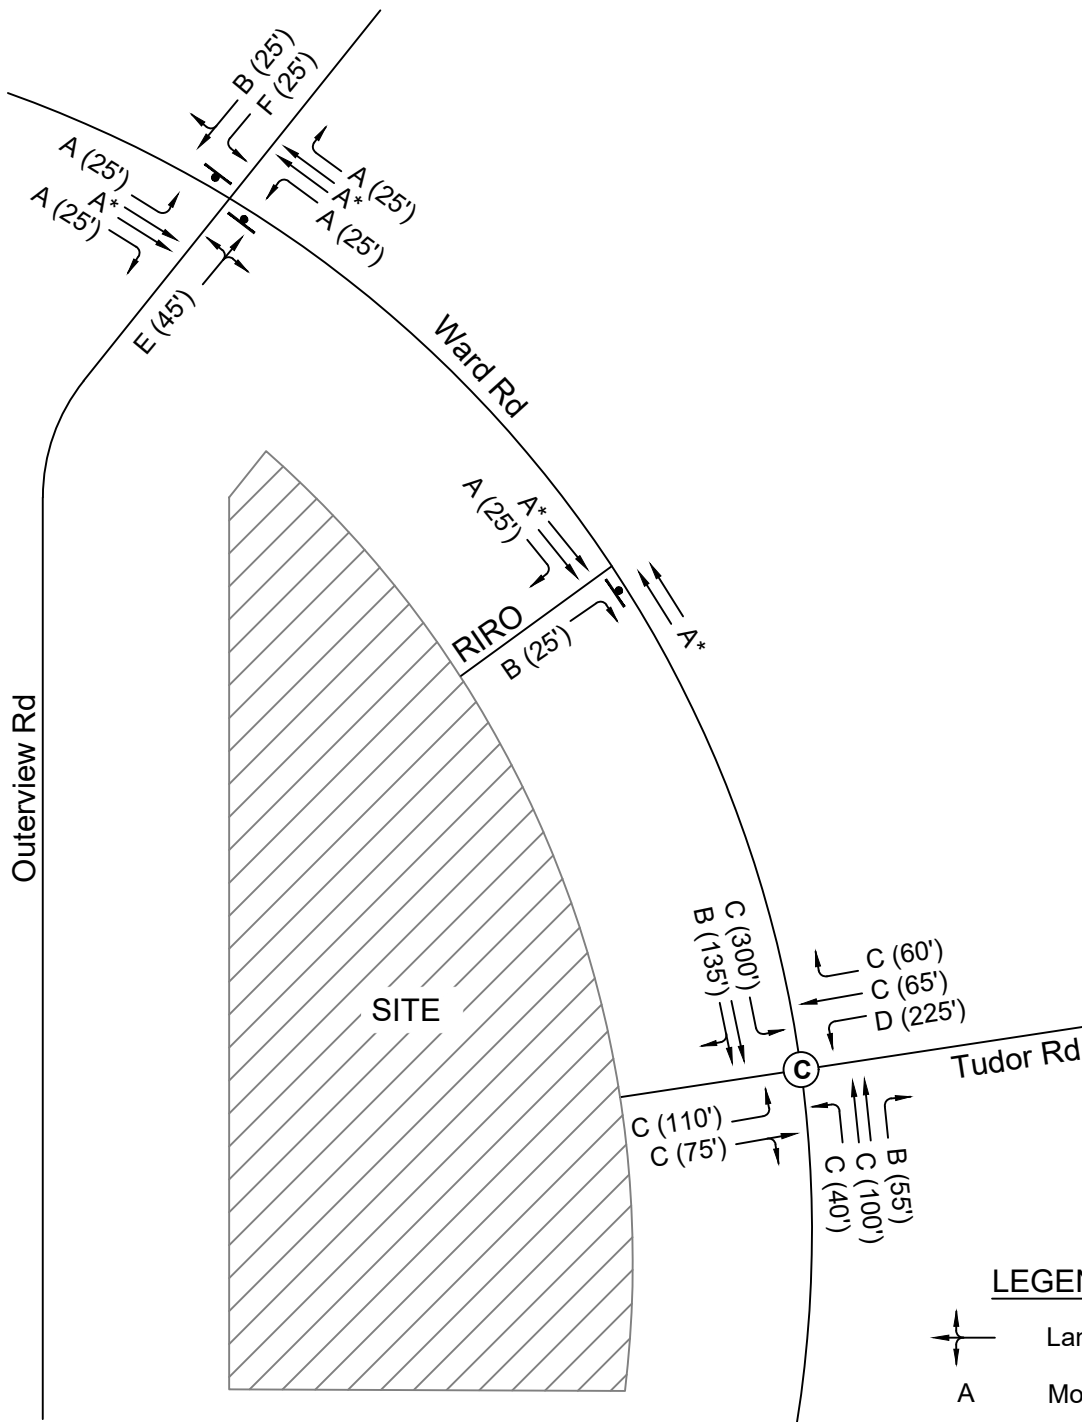 B (25')
F (25')
A (25')
A*
A (25')
A (25')
A*
A (25')
E (45')
Ward Rd
A*
A (25')
A*
RIRO
B (25')
Outerview Rd
C (300')
B (135')
C (60')
C (65')
D (225')
SITE
C
Tudor Rd
C (110')
C (75')
B (55')
C (100')
C (40')
LEGEN
Lan
A Mo